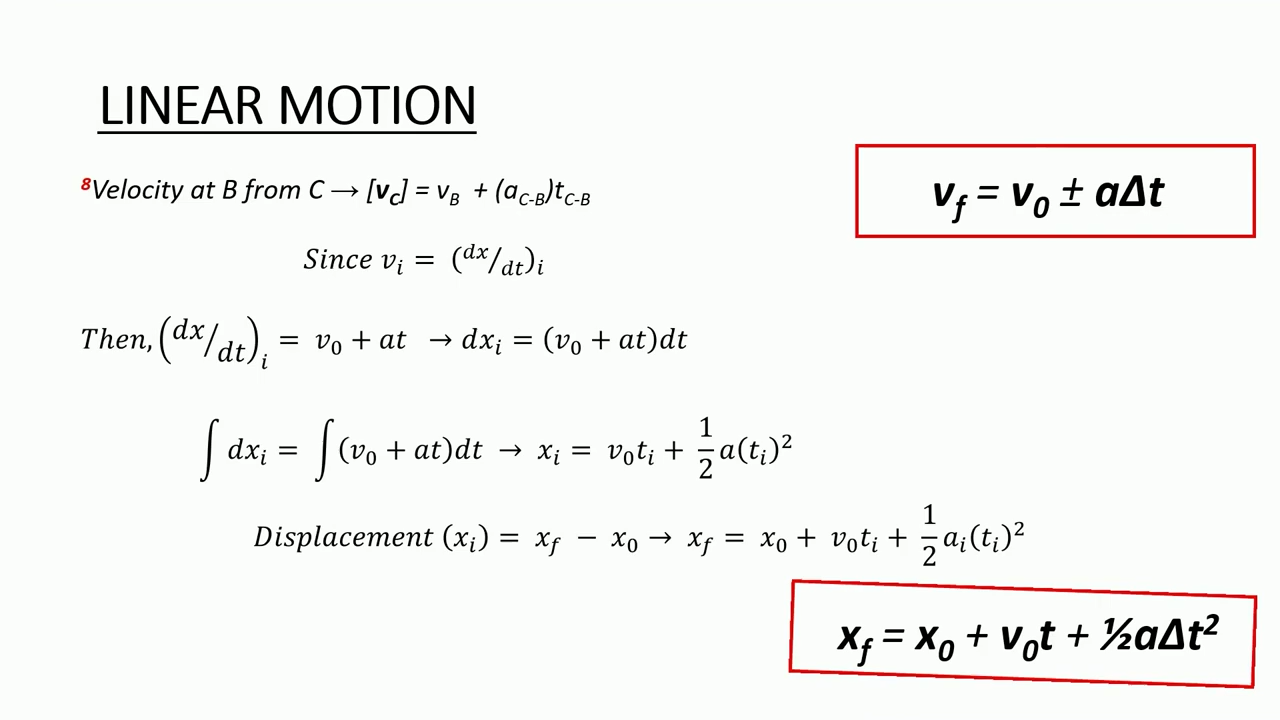 LINEAR MOTION
⁸Velocity at B from C → [v_C] = v_B + (a_C-B)t_C-B
v_f = v_0 ± aΔt
Since v_i = (dx/dt)_i
Then, (dx/dt)_i = v_0 + at → dx_i = (v_0 + at)dt
∫ dx_i = ∫ (v_0 + at)dt → x_i = v_0t_i + 1/2 a(t_i)²
Displacement (x_i) = x_f − x_0 → x_f = x_0 + v_0t_i + 1/2 a_i(t_i)²
x_f = x_0 + v_0t + ½aΔt²